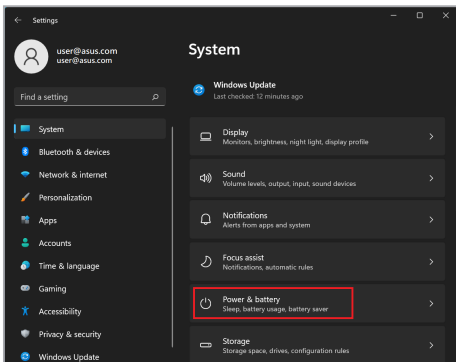 Settings
user@asus.com
user@asus.com
Find a setting
System
Bluetooth & devices
Network & internet
Personalization
Apps
Accounts
Time & language
Gaming
Accessibility
Privacy & security
Windows Update
System
Windows Update
Last checked: 12 minutes ago
Display
Monitors, brightness, night light, display profile
Sound
Volume levels, output, input, sound devices
Notifications
Alerts from apps and system
Focus assist
Notifications, automatic rules
Power & battery
Sleep, battery usage, battery saver
Storage
Storage space, drives, configuration rules